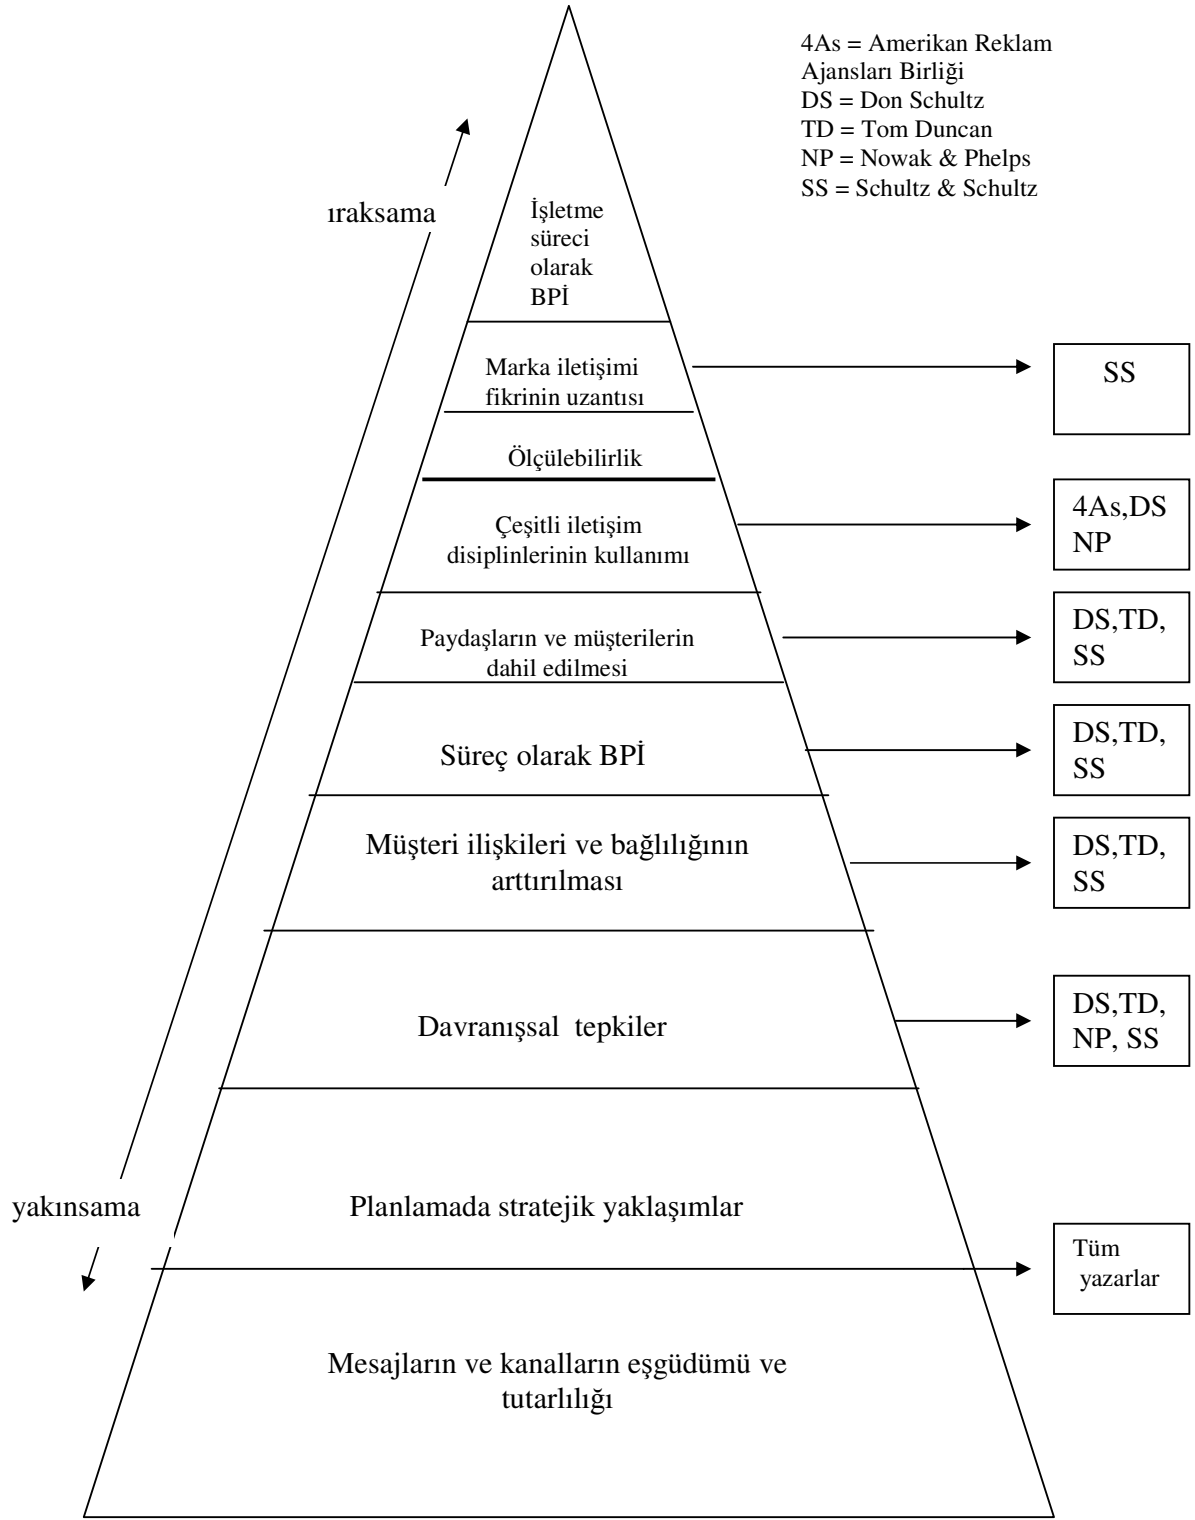 4As = Amerikan Reklam
Ajansları Birliği
DS = Don Schultz
TD = Tom Duncan
NP = Nowak & Phelps
SS = Schultz & Schultz
ıraksama
İşletme
süreci
olarak
BPİ
Marka iletişimi
fikrinin uzantısı
SS
Ölçülebilirlik
Çeşitli iletişim
disiplinlerinin kullanımı
4As,DS
NP
Paydaşların ve müşterilerin
dahil edilmesi
DS,TD,
SS
Süreç olarak BPİ
DS,TD,
SS
Müşteri ilişkileri ve bağlılığının
arttırılması
DS,TD,
SS
Davranışsal  tepkiler
DS,TD,
NP, SS
yakınsama
Planlamada stratejik yaklaşımlar
Tüm
yazarlar
Mesajların ve kanalların eşgüdümü ve
tutarlılığı